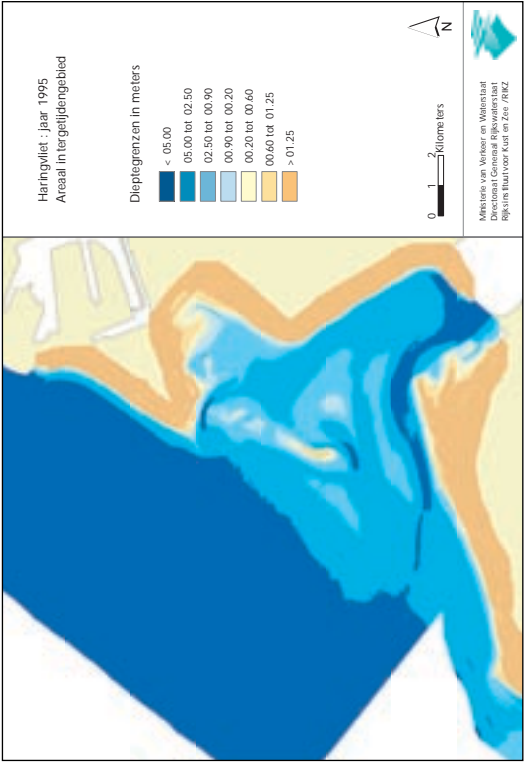 Haringvliet : jaar 1995
Areaal intergetijdengebied
Dieptegrenzen in meters
< 05.00
05.00 tot 02.50
02.50 tot 00.90
00.90 tot 00.20
00.20 tot 00.60
00.60 tot 01.25
> 01.25
N
0 1 2 Kilometers
Ministerie van Verkeer en Waterstaat
Directoraat Generaal Rijkswaterstaat
Rijksinstituut voor Kust en Zee /RIKZ